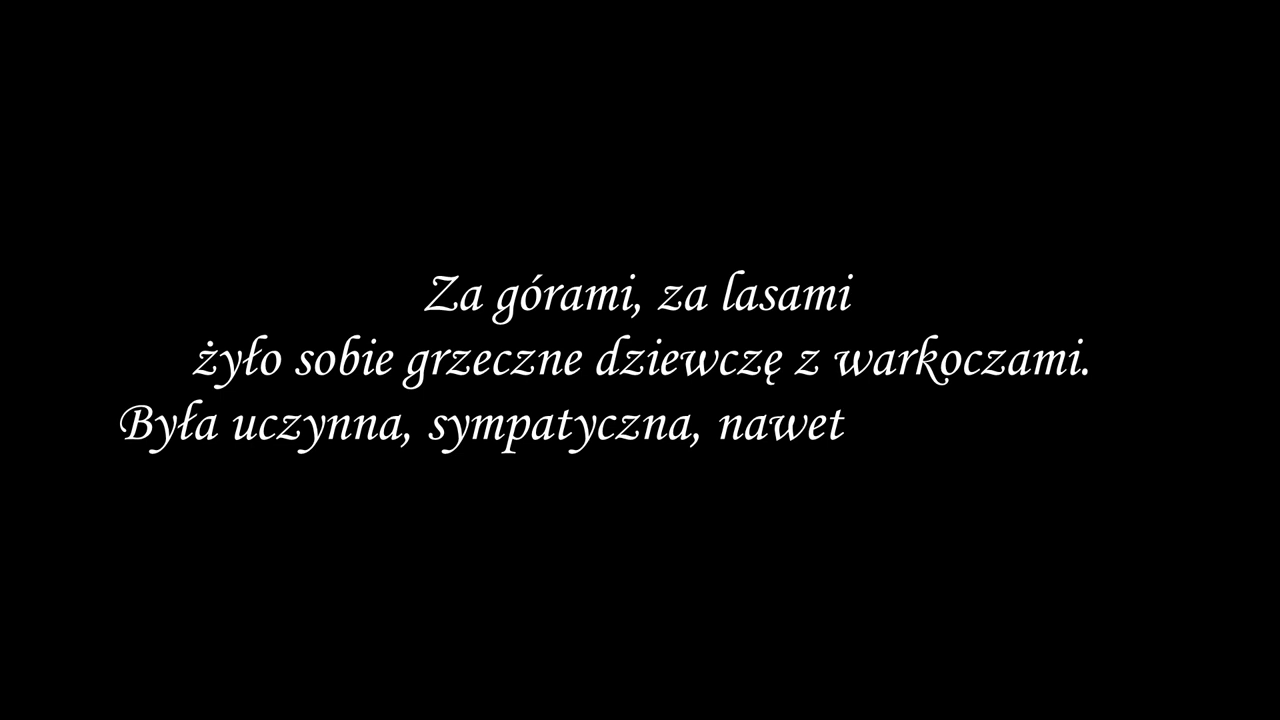 Za górami, za lasami
żyło sobie grzeczne dziewczę z warkoczami.
Była uczynna, sympatyczna, nawet